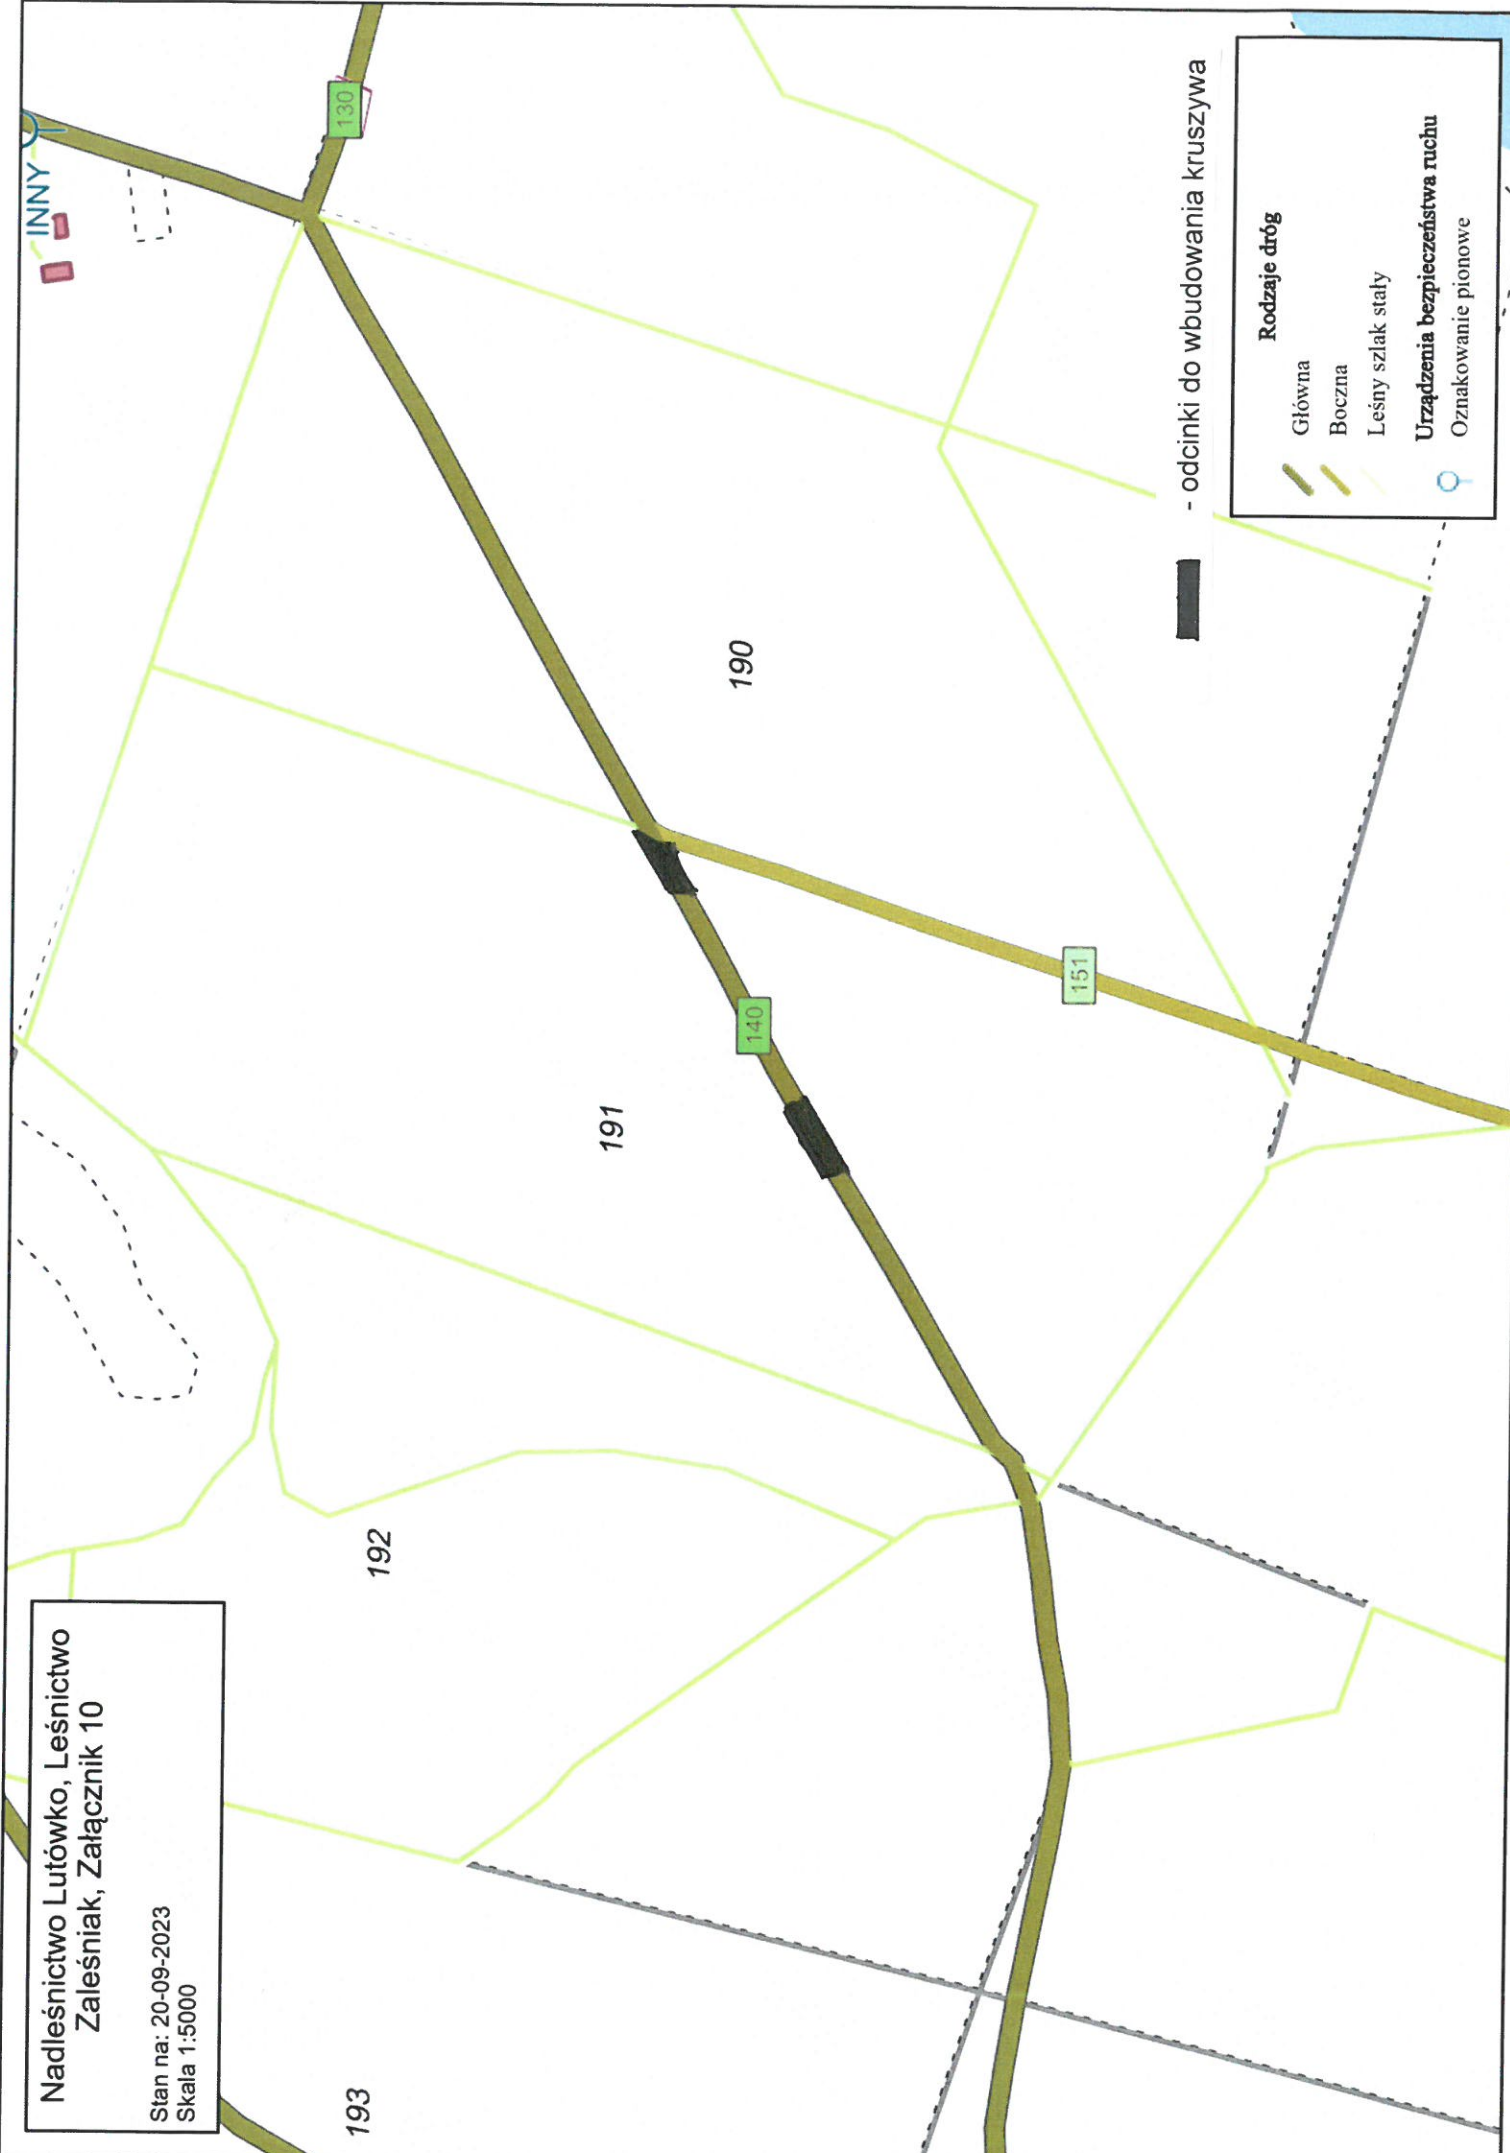 Nadleśnictwo Lutówko, Leśnictwo
Zaleśniak, Załącznik 10
Stan na: 20-09-2023
Skala 1:5000
193
192
191
190
140
151
130
INNY
- odcinki do wbudowania kruszywa
Rodzaje dróg
Główna
Boczna
Leśny szlak stały
Urządzenia bezpieczeństwa ruchu
Oznakowanie pionowe